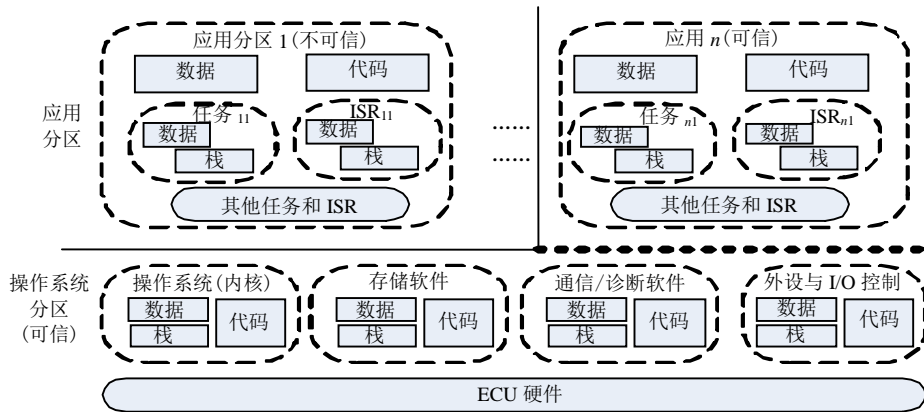 应用分区 1(不可信)
应用 n(可信)
数据
代码
数据
代码
应用
分区
任务 11
ISR11
数据
栈
数据
栈
……
……
任务 n1
ISRn1
数据
栈
数据
栈
其他任务和 ISR
其他任务和 ISR
操作系统
分区
(可信)
操作系统(内核)
数据
栈
代码
存储软件
数据
栈
代码
通信/诊断软件
数据
栈
代码
外设与 I/O 控制
数据
栈
代码
ECU 硬件